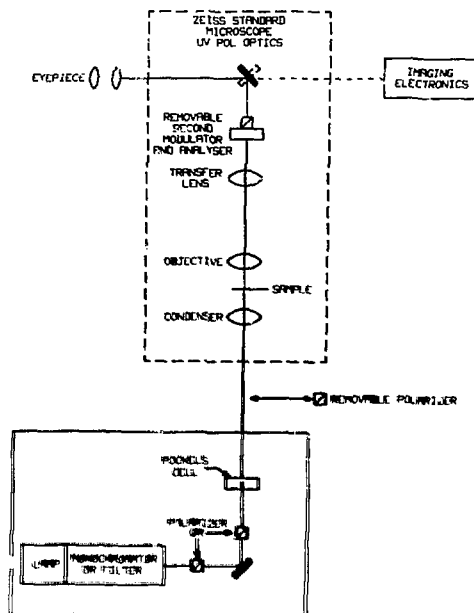 ZEISS STANDARD
MICROSCOPE
UV POL OPTICS
EYEPIECE
IMAGING
ELECTRONICS
REMOVABLE
SECOND
MODULATOR
AND ANALYSER
TRANSFER
LENS
OBJECTIVE
SAMPLE
CONDENSER
REMOVABLE POLARIZER
POCKELS
CELL
POLARIZER
OR
LAMP
MONOCHROMATOR
OR FILTER